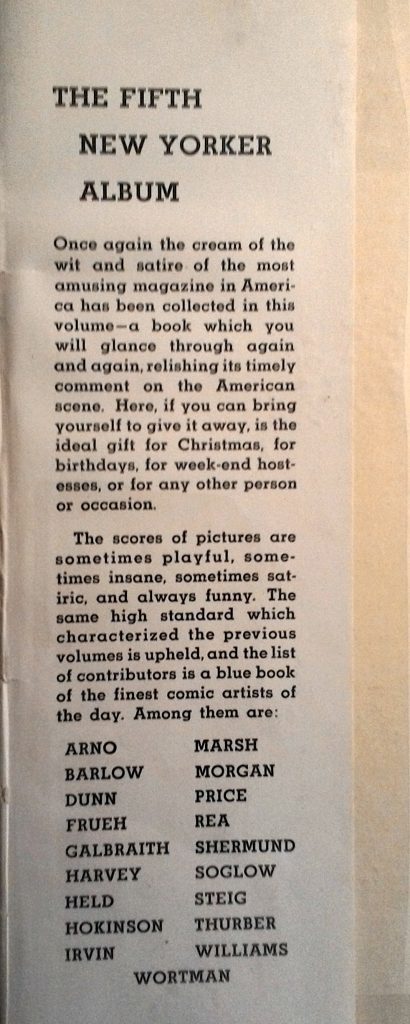 THE FIFTH
NEW YORKER
ALBUM
Once again the cream of the
wit and satire of the most
amusing magazine in Ameri-
ca has been collected in this
volume—a book which you
will glance through again
and again, relishing its timely
comment on the American
scene. Here, if you can bring
yourself to give it away, is the
ideal gift for Christmas, for
birthdays, for week-end host-
esses, or for any other person
or occasion.
The scores of pictures are
sometimes playful, some-
times insane, sometimes sat-
iric, and always funny. The
same high standard which
characterized the previous
volumes is upheld, and the list
of contributors is a blue book
of the finest comic artists of
the day. Among them are:
ARNO MARSH
BARLOW MORGAN
DUNN PRICE
FRUEH REA
GALBRAITH SHERMUND
HARVEY SOGLOW
HELD STEIG
HOKINSON THURBER
IRVIN WILLIAMS
WORTMAN